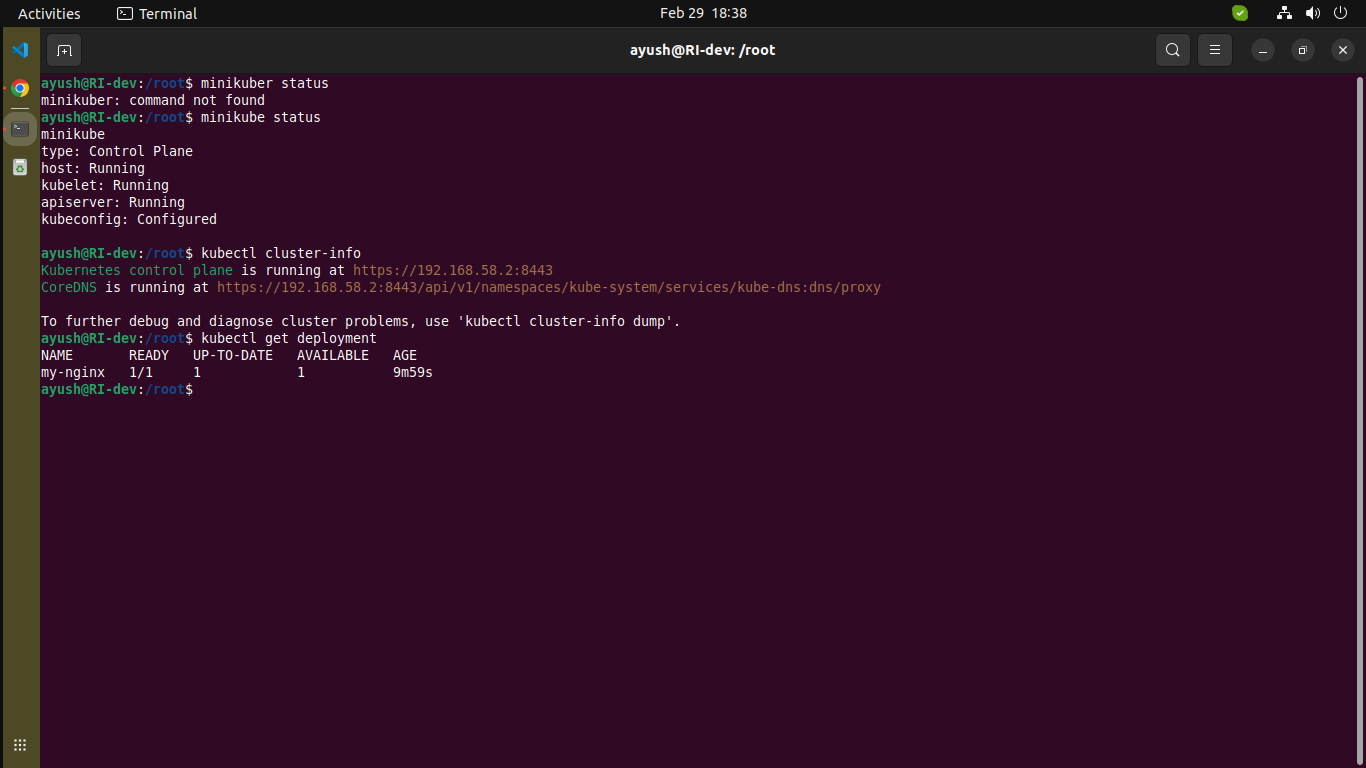 Activities Terminal Feb 29 18:38
ayush@RI-dev: /root
ayush@RI-dev:/root$ minikuber status
minikuber: command not found
ayush@RI-dev:/root$ minikube status
minikube
type: Control Plane
host: Running
kubelet: Running
apiserver: Running
kubeconfig: Configured
ayush@RI-dev:/root$ kubectl cluster-info
Kubernetes control plane is running at https://192.168.58.2:8443
CoreDNS is running at https://192.168.58.2:8443/api/v1/namespaces/kube-system/services/kube-dns:dns/proxy
To further debug and diagnose cluster problems, use 'kubectl cluster-info dump'.
ayush@RI-dev:/root$ kubectl get deployment
NAME READY UP-TO-DATE AVAILABLE AGE
my-nginx 1/1 1 1 9m59s
ayush@RI-dev:/root$